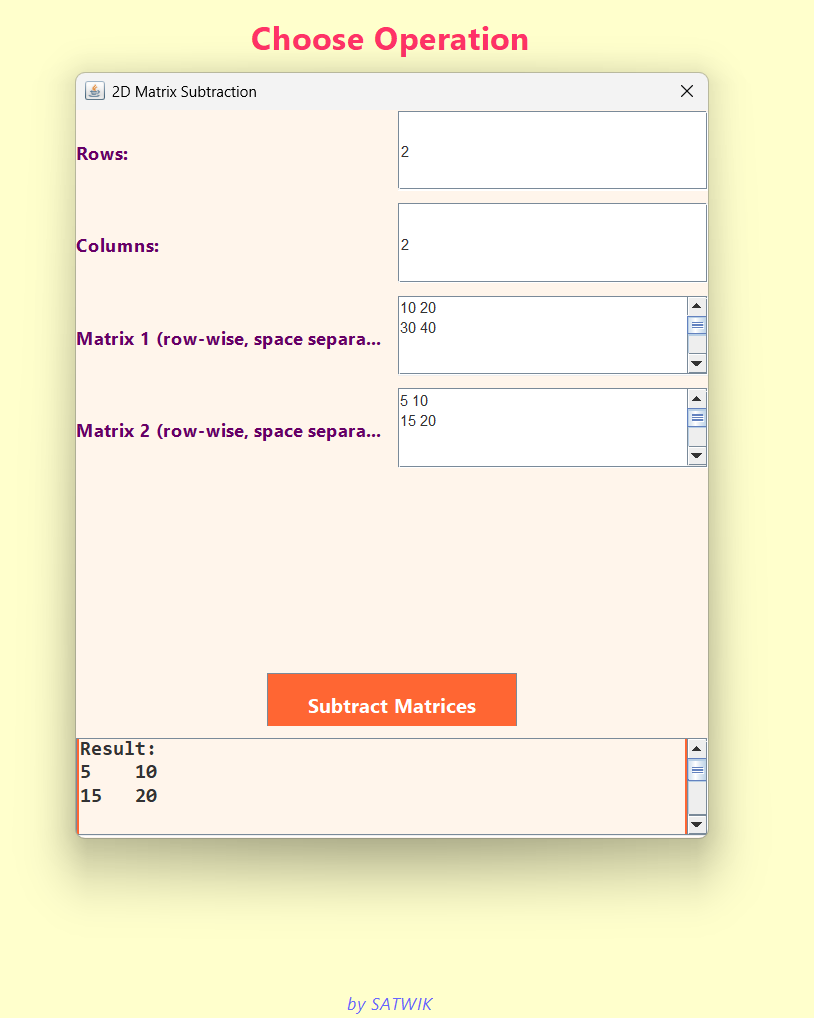 Choose Operation
2D Matrix Subtraction
Rows:
2
Columns:
2
Matrix 1 (row-wise, space separa...
10 20
30 40
Matrix 2 (row-wise, space separa...
5 10
15 20
Subtract Matrices
Result:
5 10
15 20
by SATWIK